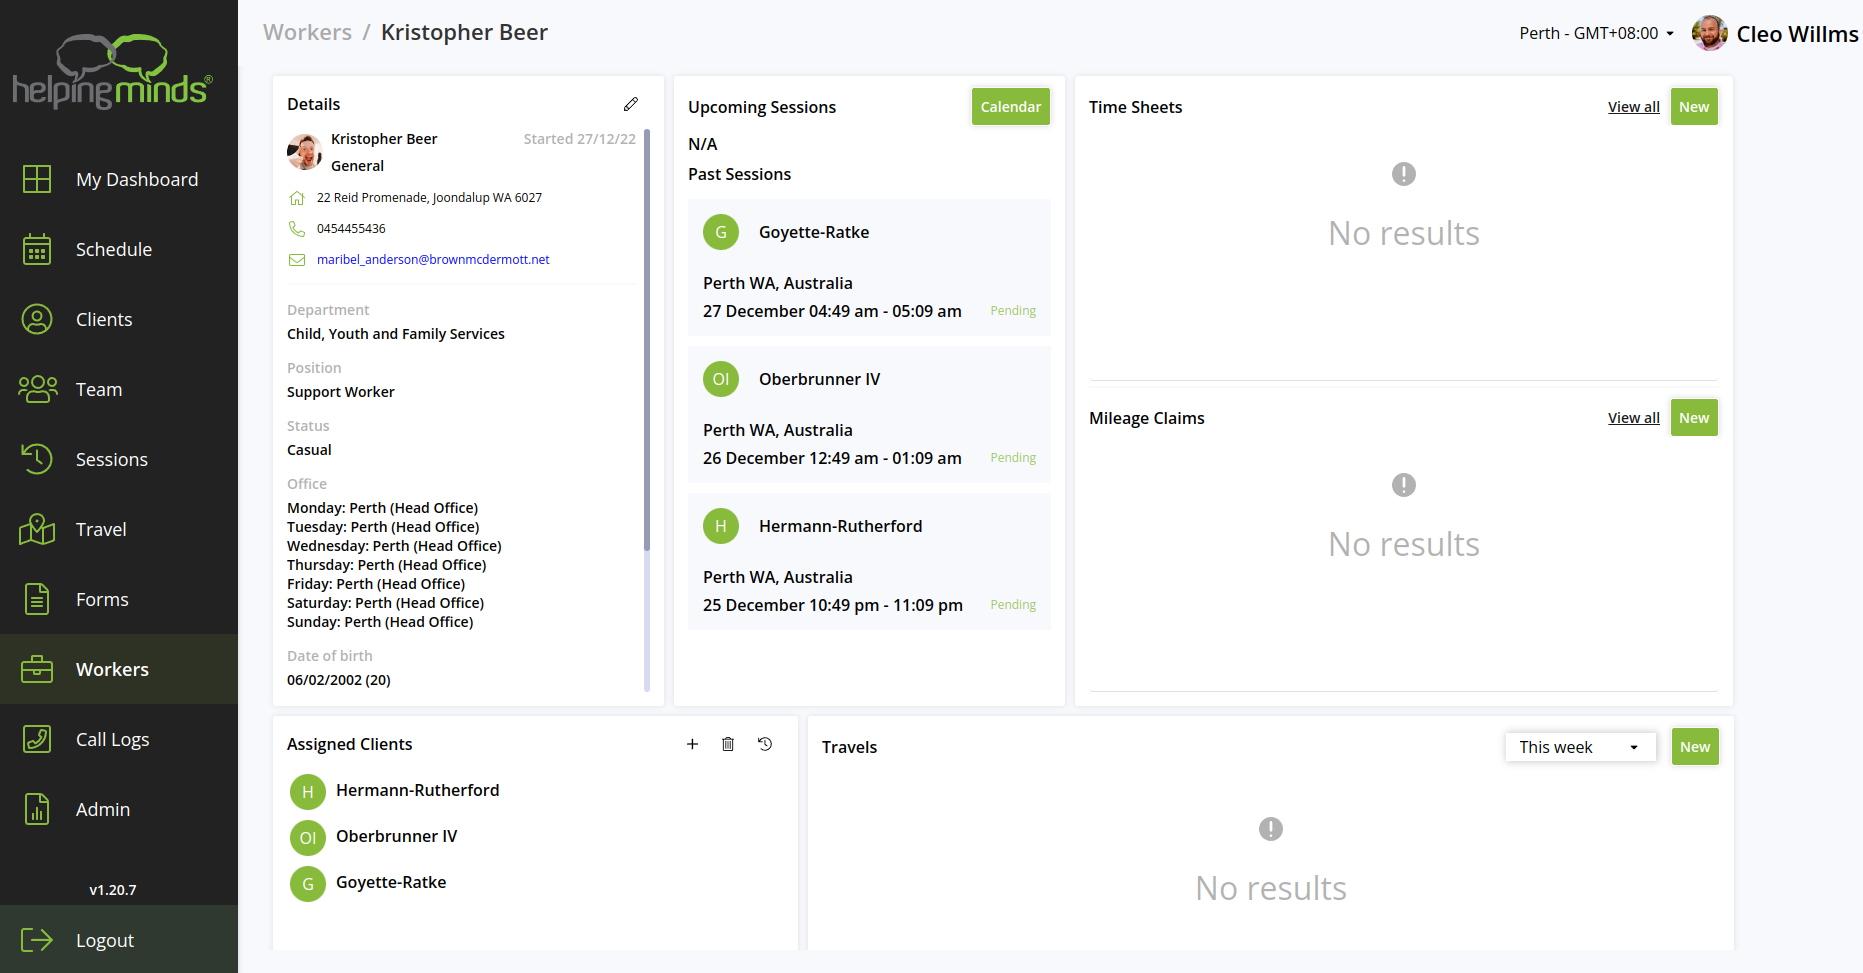 helpingminds®
My Dashboard
Schedule
Clients
Team
Sessions
Travel
Forms
Workers
Call Logs
Admin
v1.20.7
Logout
Workers / Kristopher Beer
Perth - GMT+08:00
Cleo Willms
Details
Kristopher Beer
Started 27/12/22
General
22 Reid Promenade, Joondalup WA 6027
0454455436
maribel_anderson@brownmcdermott.net
Department
Child, Youth and Family Services
Position
Support Worker
Status
Casual
Office
Monday: Perth (Head Office)
Tuesday: Perth (Head Office)
Wednesday: Perth (Head Office)
Thursday: Perth (Head Office)
Friday: Perth (Head Office)
Saturday: Perth (Head Office)
Sunday: Perth (Head Office)
Date of birth
06/02/2002 (20)
Upcoming Sessions
Calendar
N/A
Past Sessions
G
Goyette-Ratke
Perth WA, Australia
27 December 04:49 am - 05:09 am
Pending
OI
Oberbrunner IV
Perth WA, Australia
26 December 12:49 am - 01:09 am
Pending
H
Hermann-Rutherford
Perth WA, Australia
25 December 10:49 pm - 11:09 pm
Pending
Time Sheets
View all
New
No results
Mileage Claims
View all
New
No results
Assigned Clients
H
Hermann-Rutherford
OI
Oberbrunner IV
G
Goyette-Ratke
Travels
This week
New
No results